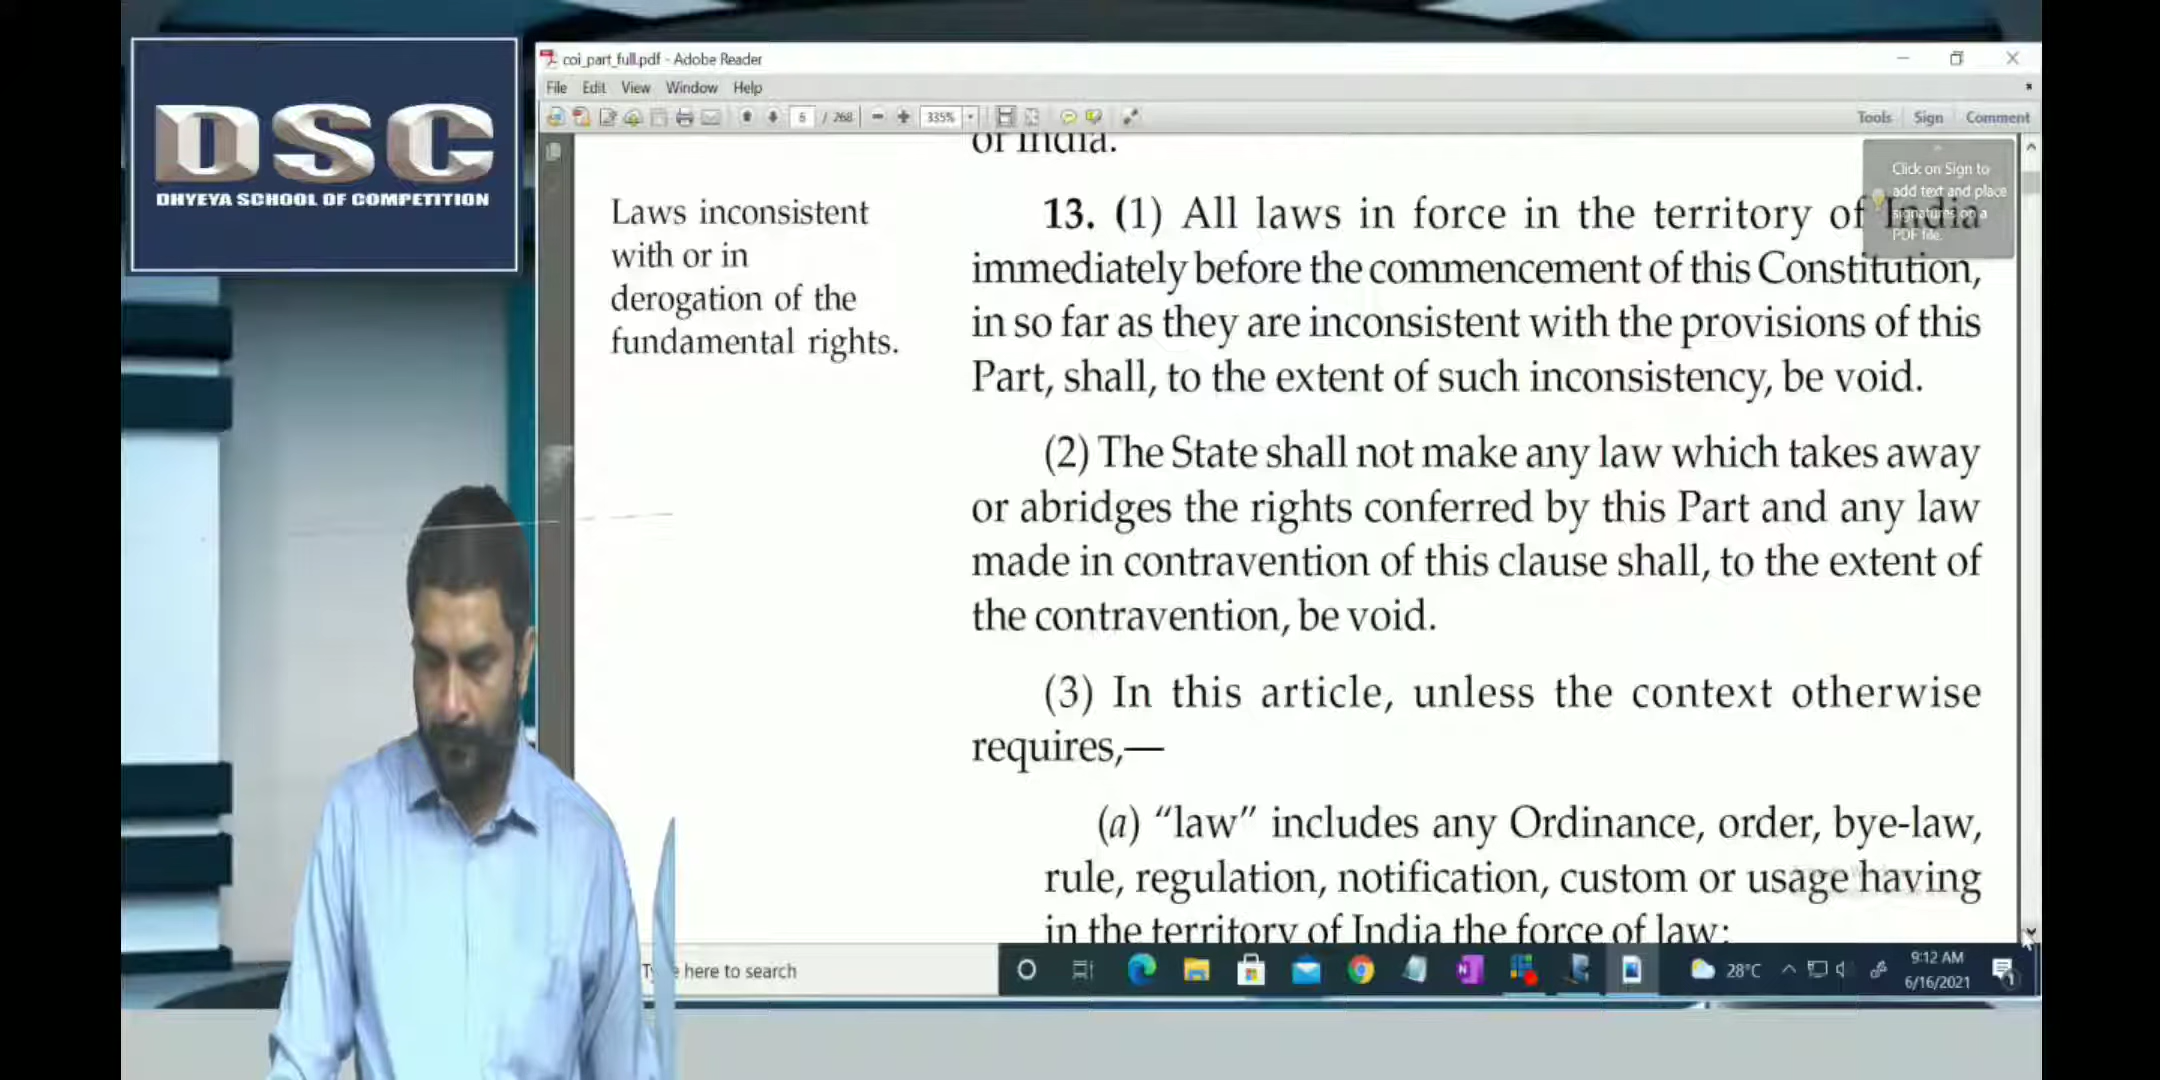 DSC
DHYEYA SCHOOL OF COMPETITION
coi_part_full.pdf - Adobe Reader
File Edit View Window Help
6 / 268 335%
Tools Sign Comment
of India.
Click on Sign to
add text and place
signatures on a
PDF file.
Laws inconsistent
with or in
derogation of the
fundamental rights.
13. (1) All laws in force in the territory of India
immediately before the commencement of this Constitution,
in so far as they are inconsistent with the provisions of this
Part, shall, to the extent of such inconsistency, be void.
(2) The State shall not make any law which takes away
or abridges the rights conferred by this Part and any law
made in contravention of this clause shall, to the extent of
the contravention, be void.
(3) In this article, unless the context otherwise
requires,—
(a) “law” includes any Ordinance, order, bye-law,
rule, regulation, notification, custom or usage having
in the territory of India the force of law;
here to search
28°C
9:12 AM
6/16/2021
1